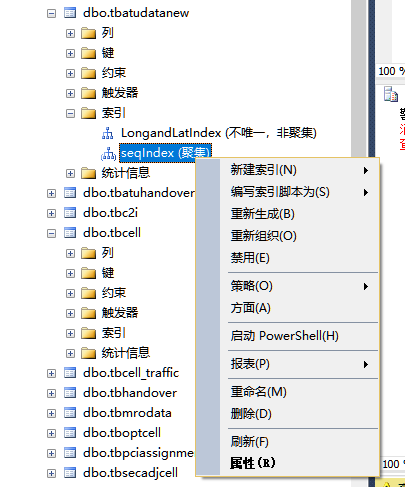 dbo.tbatudatanew
列
键
约束
触发器
索引
LongandLatIndex (不唯一，非聚集)
seqIndex (聚集)
统计信息
dbo.tbatuhandover
dbo.tbc2i
dbo.tbcell
列
键
约束
触发器
索引
统计信息
dbo.tbcell_traffic
dbo.tbhandover
dbo.tbmrodata
dbo.tboptcell
dbo.tbpciassignme
dbo.tbsecadjcell
新建索引(N)
编写索引脚本为(S)
重新生成(B)
重新组织(O)
禁用(E)
策略(O)
方面(A)
启动 PowerShell(H)
报表(P)
重命名(M)
删除(D)
刷新(F)
属性(R)
100 %
100 %